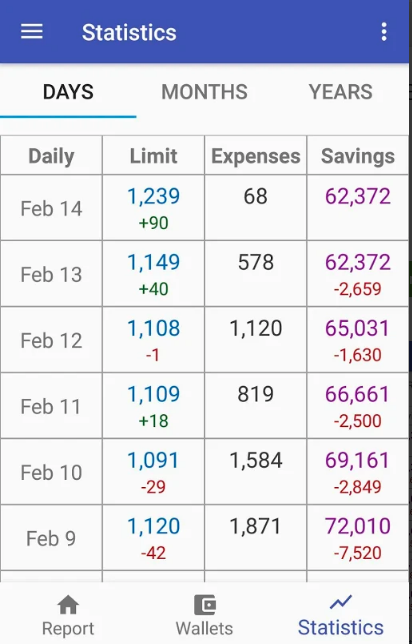 Statistics
DAYS MONTHS YEARS
Daily Limit Expenses Savings
Feb 14 1,239 68 62,372
+90
Feb 13 1,149 578 62,372
+40 -2,659
Feb 12 1,108 1,120 65,031
-1 -1,630
Feb 11 1,109 819 66,661
+18 -2,500
Feb 10 1,091 1,584 69,161
-29 -2,849
Feb 9 1,120 1,871 72,010
-42 -7,520
Report Wallets Statistics